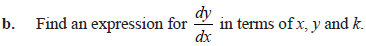 b. Find an expression for dy/dx in terms of x, y and k.